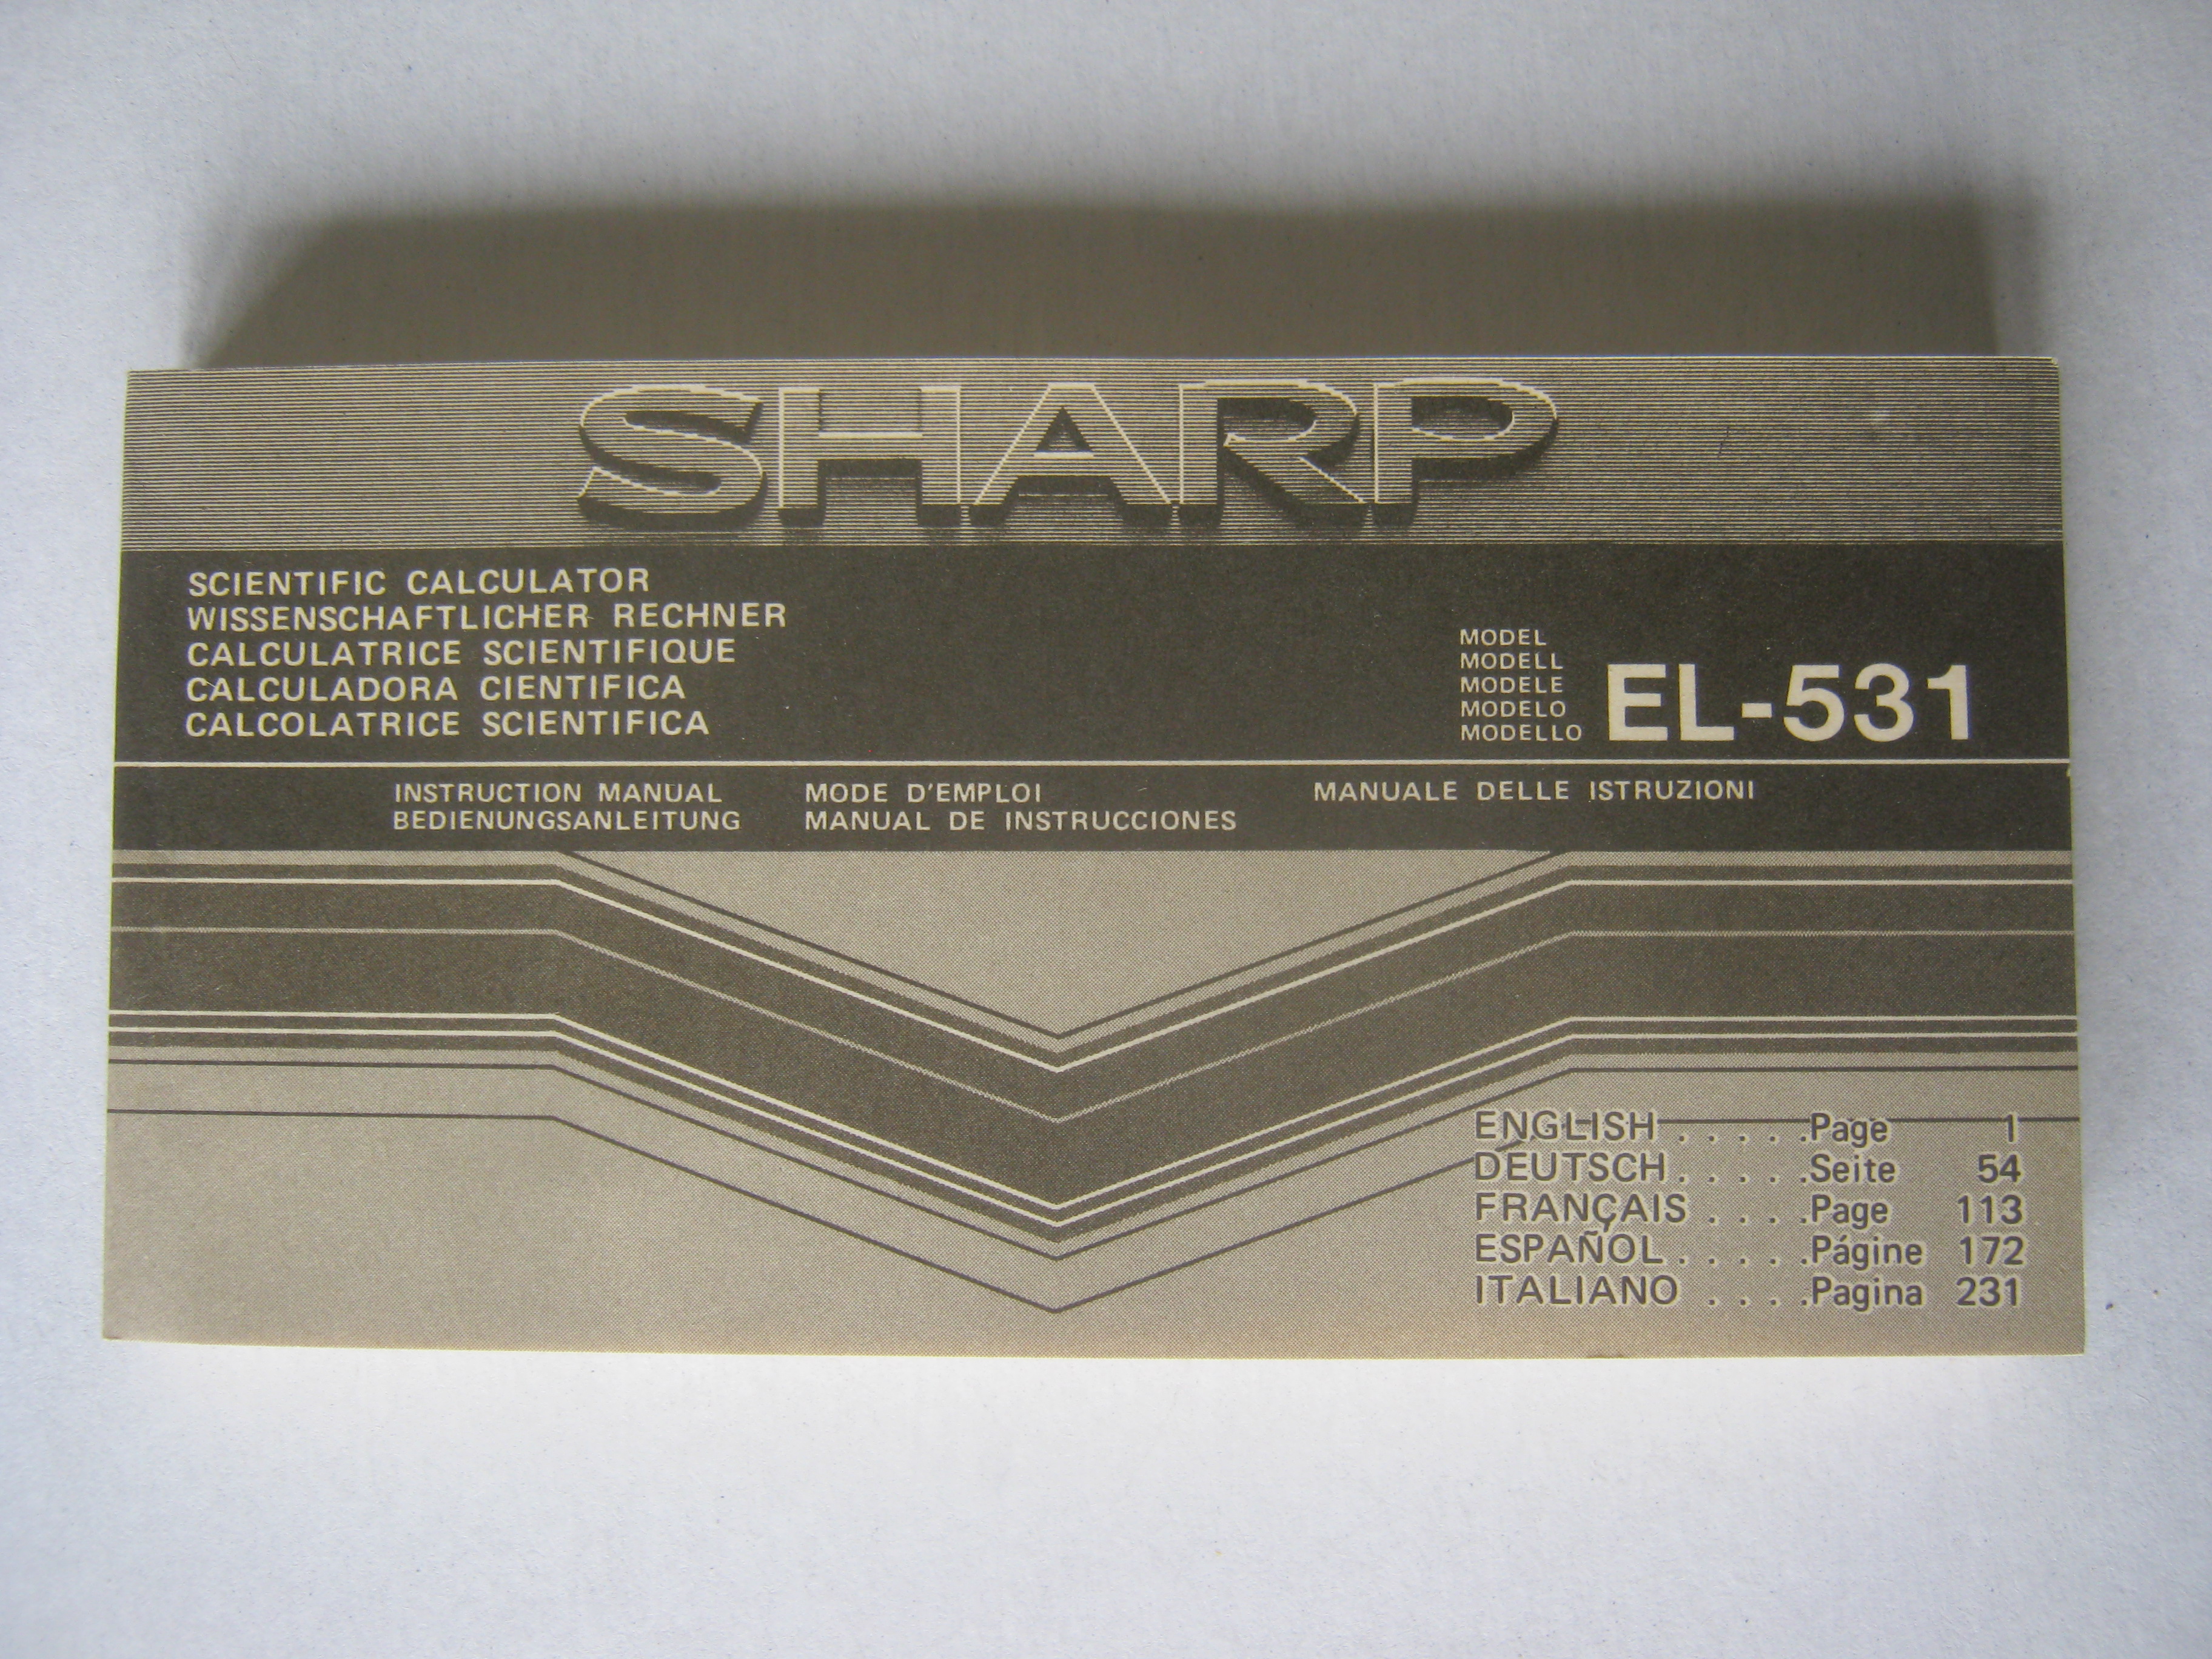 SHARP
SCIENTIFIC CALCULATOR
WISSENSCHAFTLICHER RECHNER
CALCULATRICE SCIENTIFIQUE
CALCULADORA CIENTIFICA
CALCOLATRICE SCIENTIFICA
MODEL
MODELL
MODELE
MODELO
MODELLO
EL-531
INSTRUCTION MANUAL
BEDIENUNGSANLEITUNG
MODE D'EMPLOI
MANUAL DE INSTRUCCIONES
MANUALE DELLE ISTRUZIONI
ENGLISH . . . . .Page 1
DEUTSCH . . . . .Seite 54
FRANÇAIS . . . .Page 113
ESPAÑOL . . . . .Págine 172
ITALIANO . . . .Pagina 231